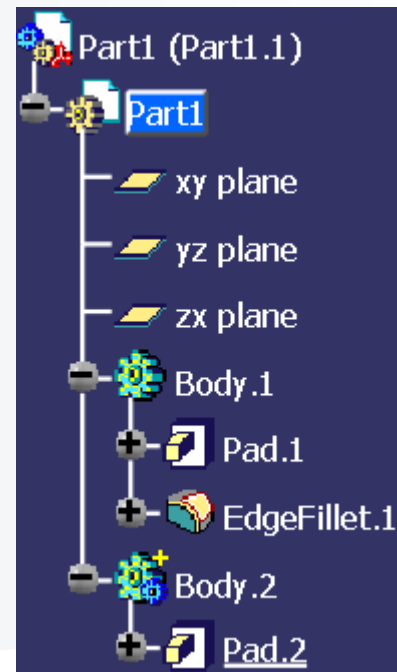 Part1 (Part1.1)
Part1
xy plane
yz plane
zx plane
Body.1
Pad.1
EdgeFillet.1
Body.2
Pad.2